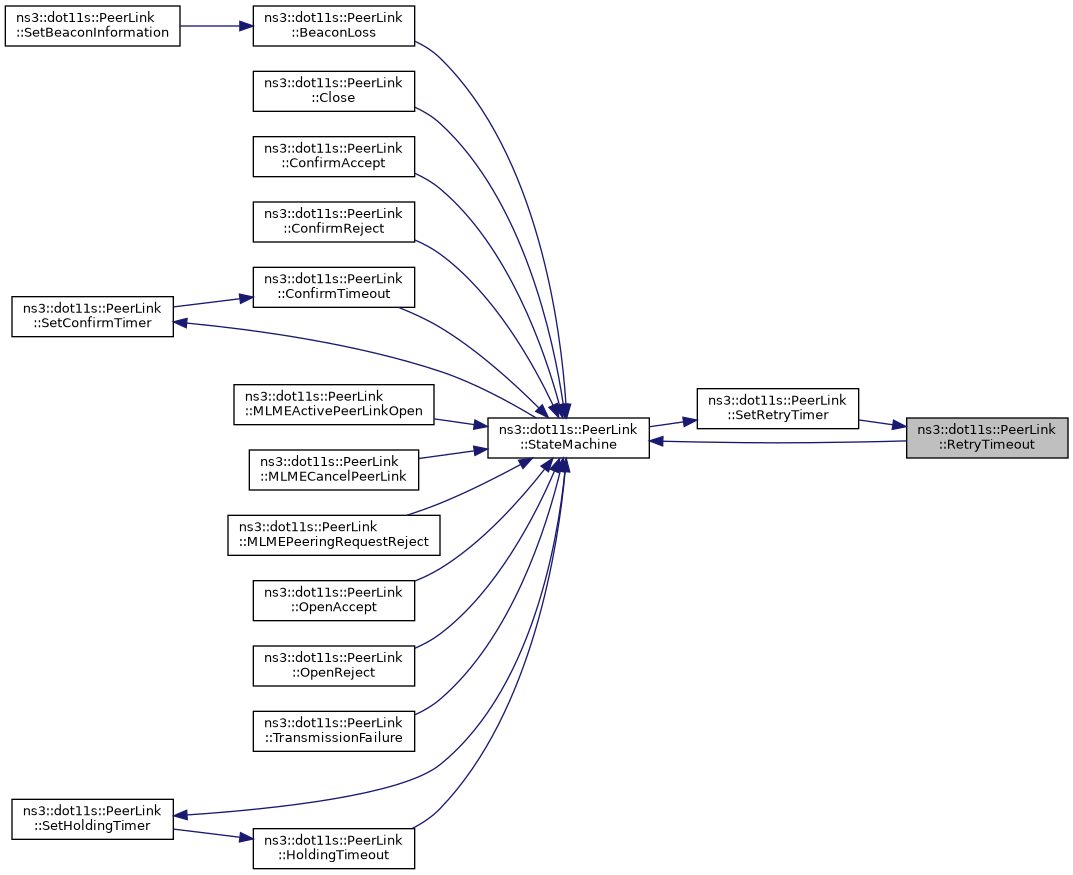 ns3::dot11s::PeerLink
::SetBeaconInformation
ns3::dot11s::PeerLink
::BeaconLoss
ns3::dot11s::PeerLink
::Close
ns3::dot11s::PeerLink
::ConfirmAccept
ns3::dot11s::PeerLink
::ConfirmReject
ns3::dot11s::PeerLink
::ConfirmTimeout
ns3::dot11s::PeerLink
::SetConfirmTimer
ns3::dot11s::PeerLink
::MLMEActivePeerLinkOpen
ns3::dot11s::PeerLink
::SetRetryTimer
ns3::dot11s::PeerLink
::StateMachine
ns3::dot11s::PeerLink
::RetryTimeout
ns3::dot11s::PeerLink
::MLMECancelPeerLink
ns3::dot11s::PeerLink
::MLMEPeeringRequestReject
ns3::dot11s::PeerLink
::OpenAccept
ns3::dot11s::PeerLink
::OpenReject
ns3::dot11s::PeerLink
::TransmissionFailure
ns3::dot11s::PeerLink
::SetHoldingTimer
ns3::dot11s::PeerLink
::HoldingTimeout